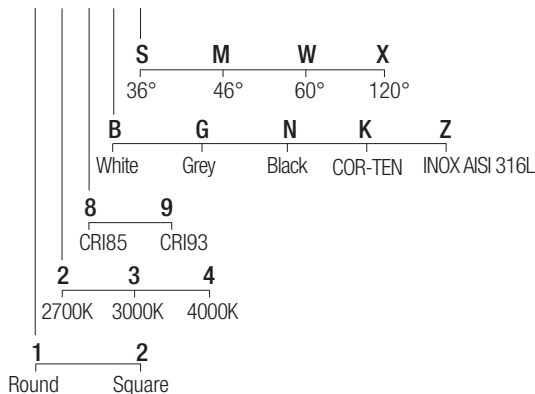 S M W X
36° 46° 60° 120°
B G N K Z
White Grey Black COR-TEN INOX AISI 316L
8 9
CRI85 CRI93
2 3 4
2700K 3000K 4000K
1 2
Round Square